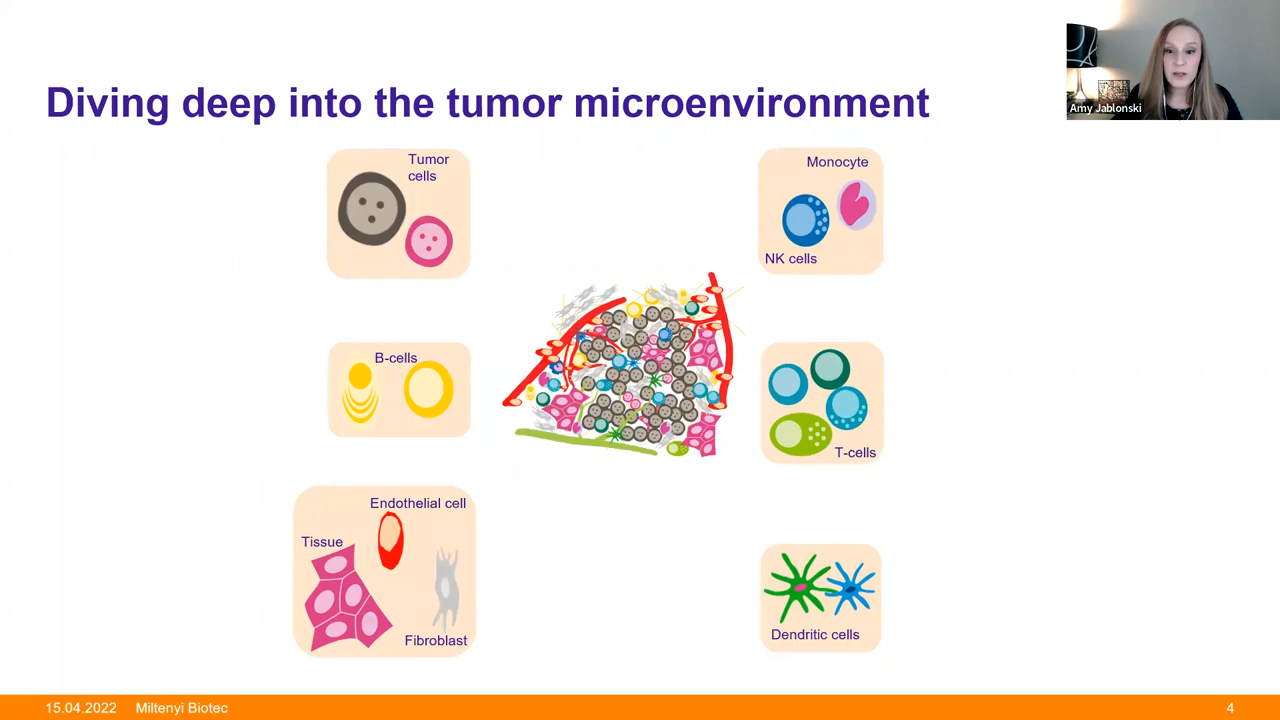 Diving deep into the tumor microenvironment
Amy Jablonski
Tumor
cells
Monocyte
NK cells
B-cells
T-cells
Endothelial cell
Tissue
Fibroblast
Dendritic cells
15.04.2022 Miltenyi Biotec
4